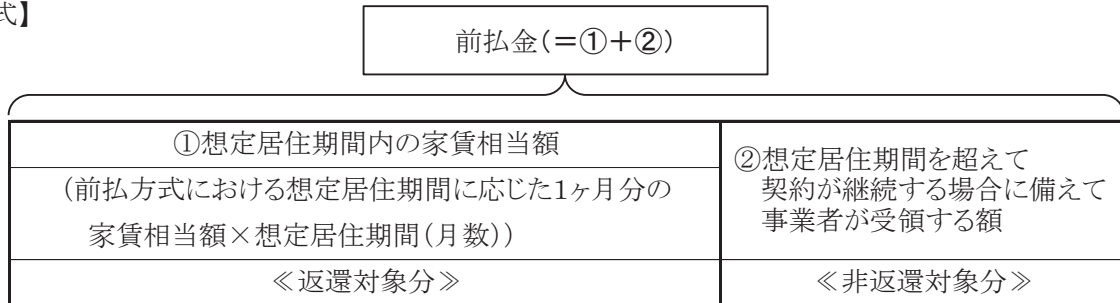 式】
前払金(＝①＋②)
①想定居住期間内の家賃相当額
(前払方式における想定居住期間に応じた1ヶ月分の
家賃相当額×想定居住期間(月数))
≪返還対象分≫
②想定居住期間を超えて
契約が継続する場合に備えて
事業者が受領する額
≪非返還対象分≫